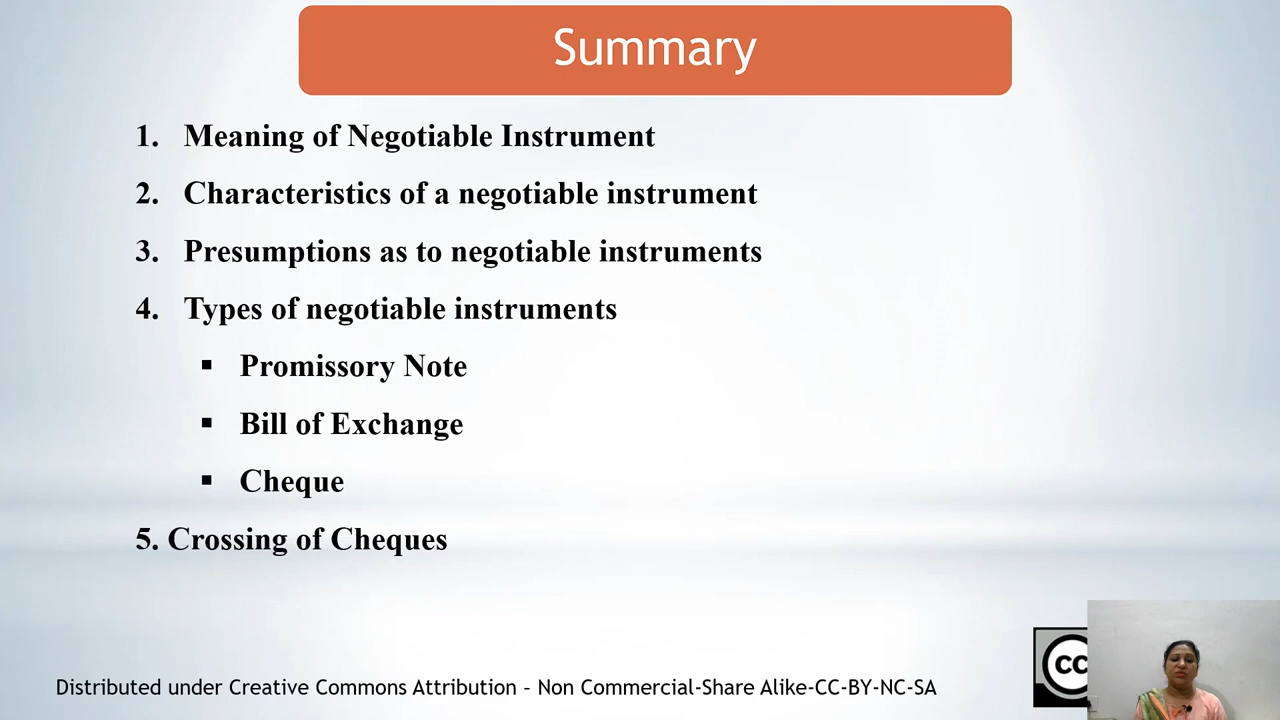 Summary
1. Meaning of Negotiable Instrument
2. Characteristics of a negotiable instrument
3. Presumptions as to negotiable instruments
4. Types of negotiable instruments
▪ Promissory Note
▪ Bill of Exchange
▪ Cheque
5. Crossing of Cheques
cc
Distributed under Creative Commons Attribution – Non Commercial-Share Alike-CC-BY-NC-SA